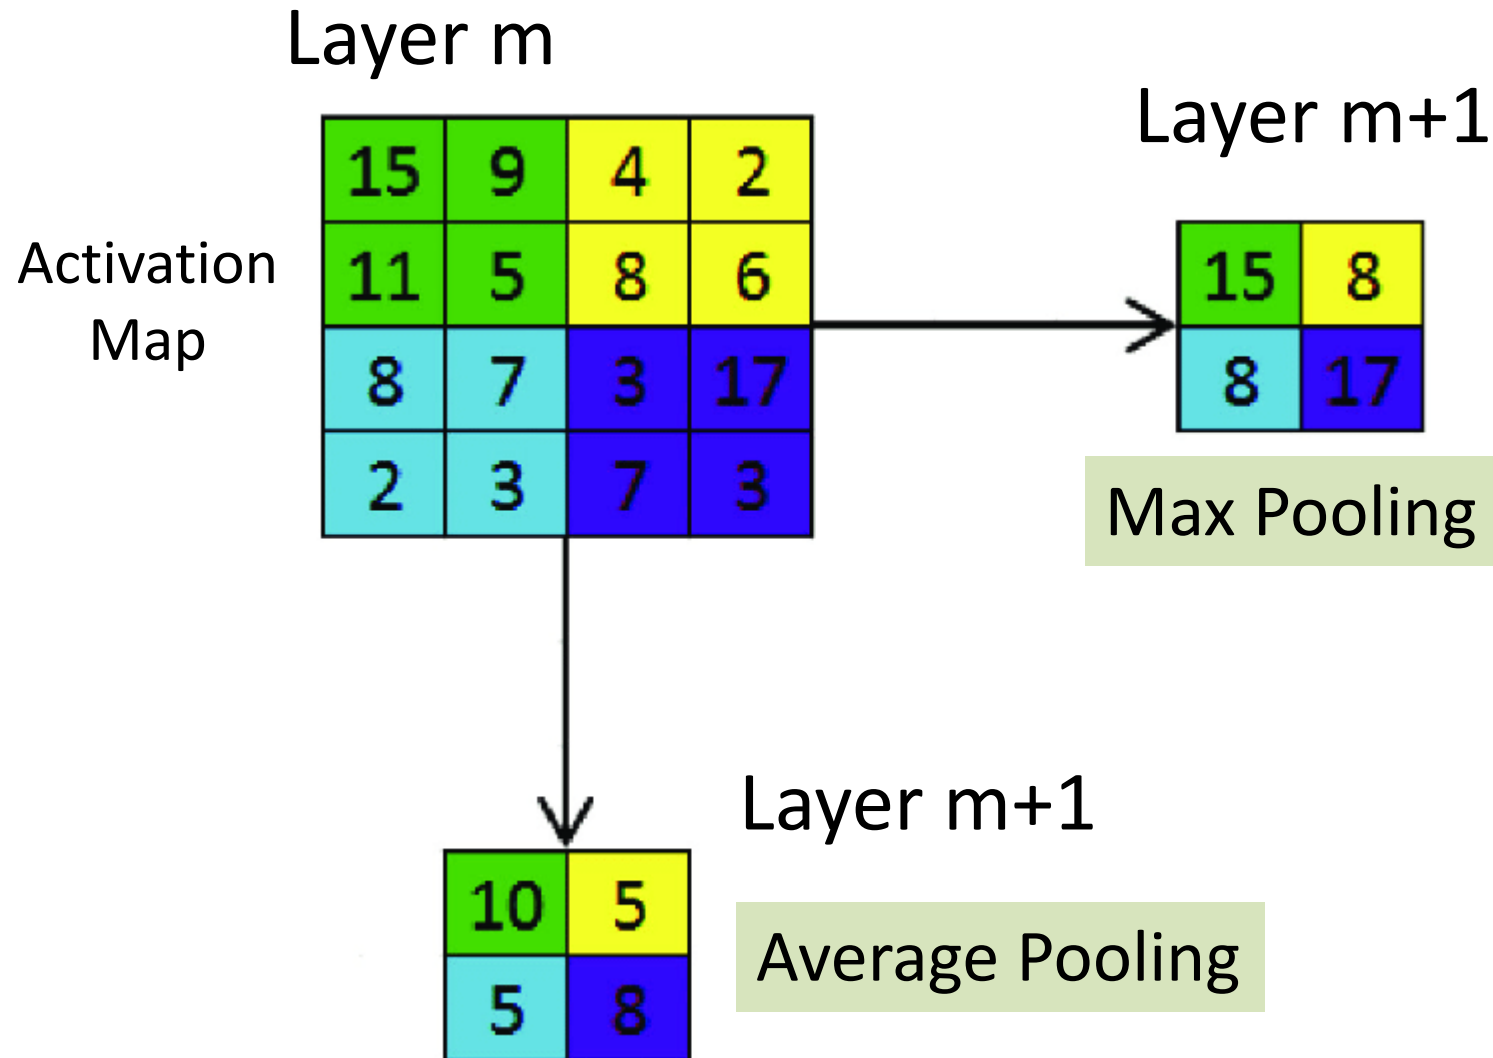 Layer m
Layer m+1
Activation
Map
15 9 4 2
11 5 8 6
8 7 3 17
2 3 7 3
15 8
8 17
Max Pooling
Layer m+1
10 5
5 8
Average Pooling